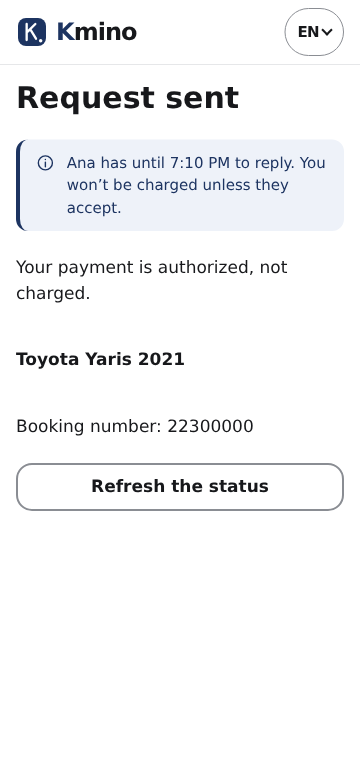 K. Kmino
EN
Request sent
Ana has until 7:10 PM to reply. You
won’t be charged unless they
accept.
Your payment is authorized, not
charged.
Toyota Yaris 2021
Booking number: 22300000
Refresh the status